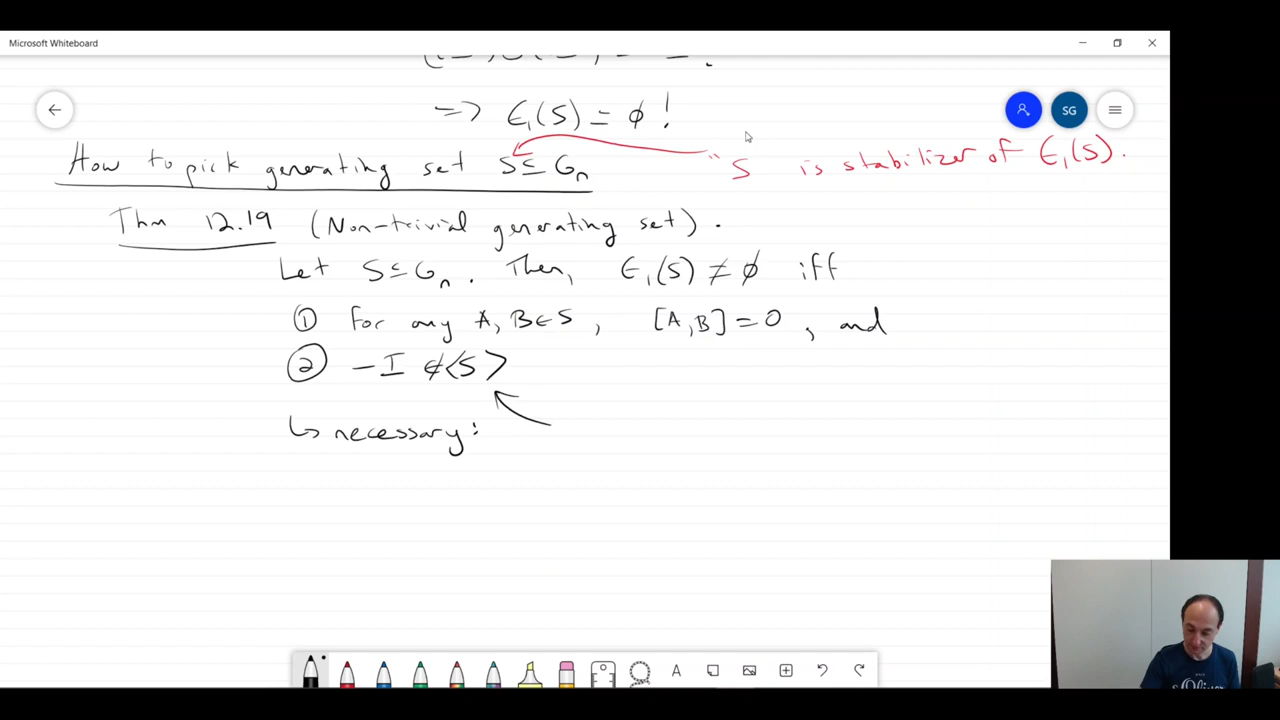 Microsoft Whiteboard
=> E₁(S) = ϕ !
SG
How to pick generating set S ⊆ Gₙ
"S is stabilizer of E₁(S).
Thm 12.19 (Non-trivial generating set).
Let S ⊆ Gₙ. Then, E₁(S) ≠ ϕ iff
① For any A, B ∈ S, [A,B] = 0, and
② -I ∉ <S>
↳ necessary:
A